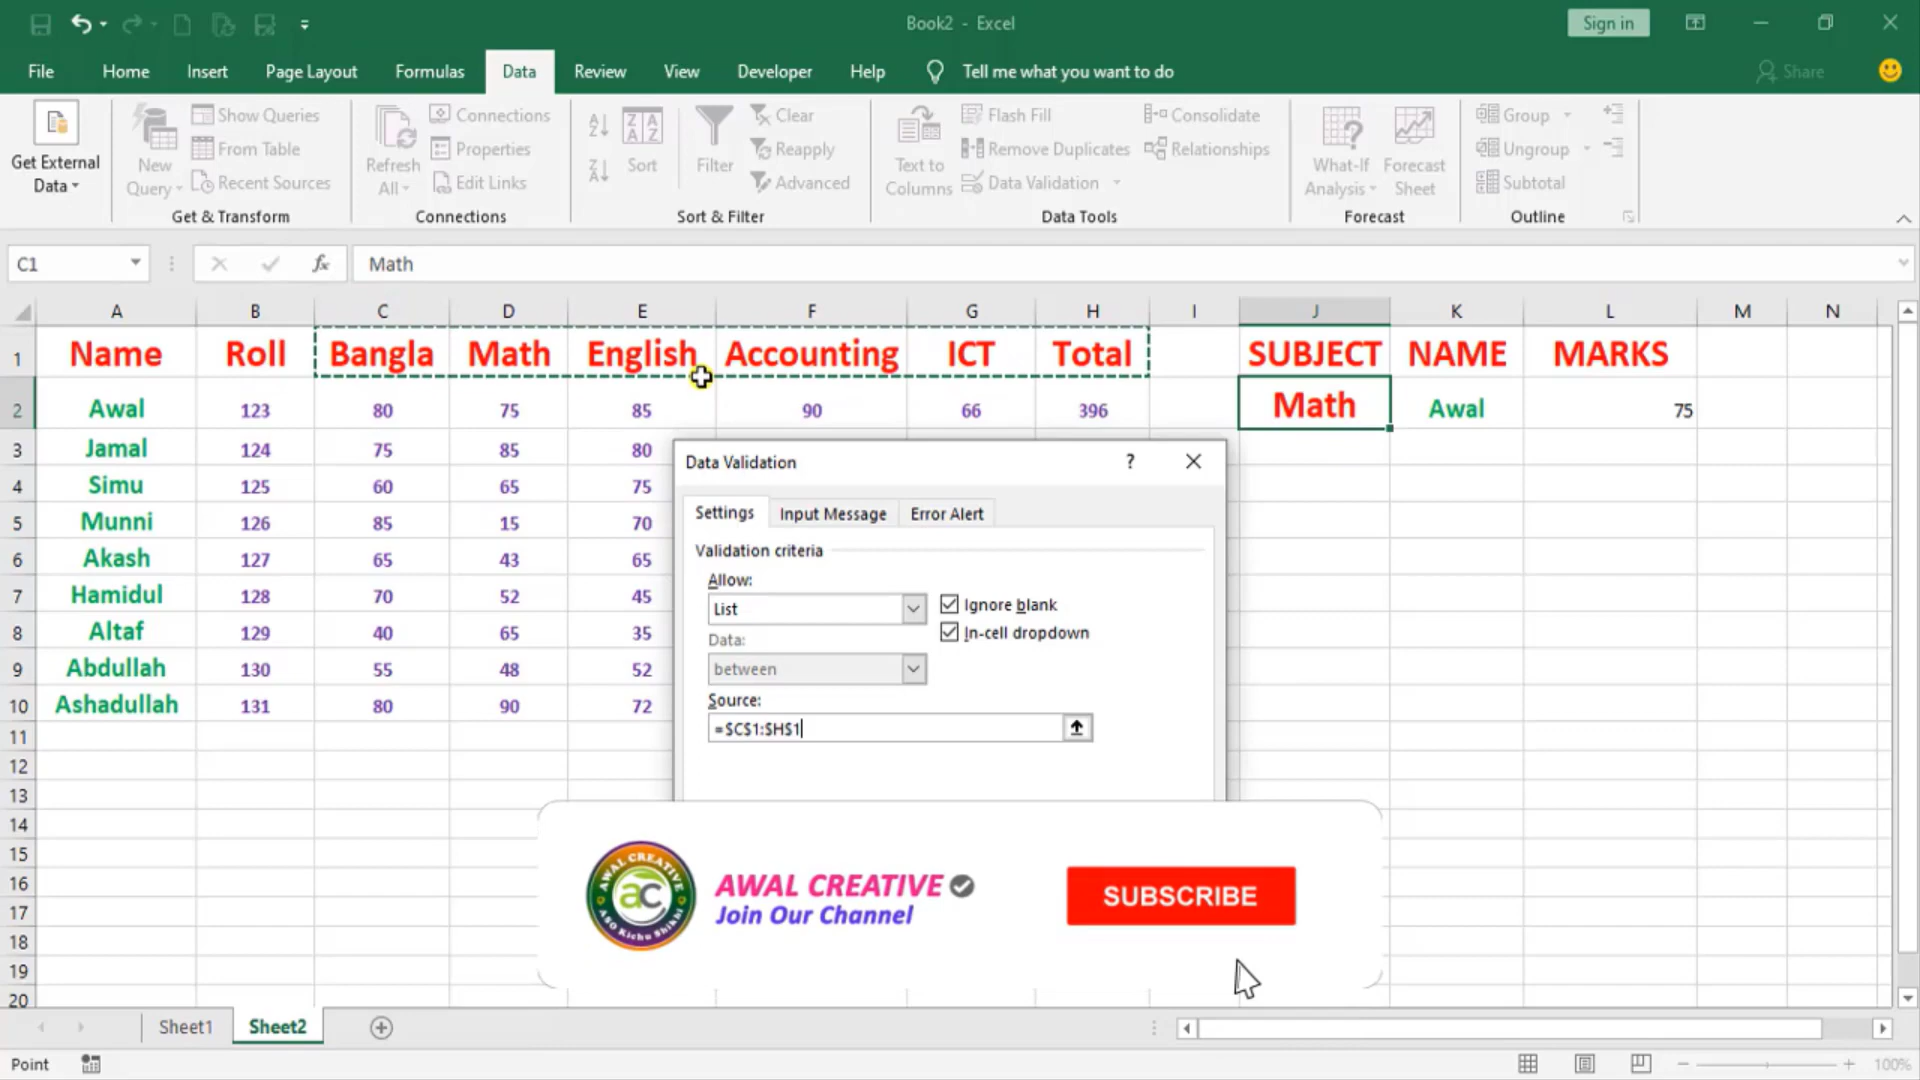 Book2 - Excel
Sign in
File Home Insert Page Layout Formulas Data Review View Developer Help Tell me what you want to do Share
Get External Data
New Query
Show Queries
From Table
Recent Sources
Get & Transform
Refresh All
Connections
Properties
Edit Links
Connections
Sort
Filter
Clear
Reapply
Advanced
Sort & Filter
Text to Columns
Flash Fill
Remove Duplicates
Data Validation
Consolidate
Relationships
Data Tools
What-If Analysis
Forecast Sheet
Forecast
Group
Ungroup
Subtotal
Outline
C1 fx Math
A B C D E F G H I J K L M N
1 Name Roll Bangla Math English Accounting ICT Total SUBJECT NAME MARKS
2 Awal 123 80 75 85 90 66 396 Math Awal 75
3 Jamal 124 75 85 80
4 Simu 125 60 65 75
5 Munni 126 85 15 70
6 Akash 127 65 43 65
7 Hamidul 128 70 52 45
8 Altaf 129 40 65 35
9 Abdullah 130 55 48 52
10 Ashadullah 131 80 90 72
11
12
13
14
15
16
17
18
19
20
Data Validation ?
Settings Input Message Error Alert
Validation criteria
Allow:
List
Ignore blank
In-cell dropdown
Data:
between
Source:
=$C$1:$H$1
AWAL CREATIVE
ac
ASO Kichu Shikhi
AWAL CREATIVE
Join Our Channel
SUBSCRIBE
Sheet1 Sheet2
Point
100%